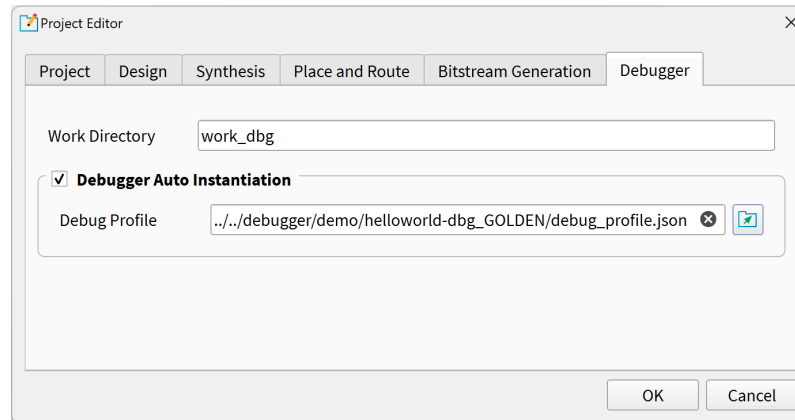 Project Editor
Project Design Synthesis Place and Route Bitstream Generation Debugger
Work Directory work_dbg
Debugger Auto Instantiation
Debug Profile ../../debugger/demo/helloworld-dbg_GOLDEN/debug_profile.json
OK Cancel